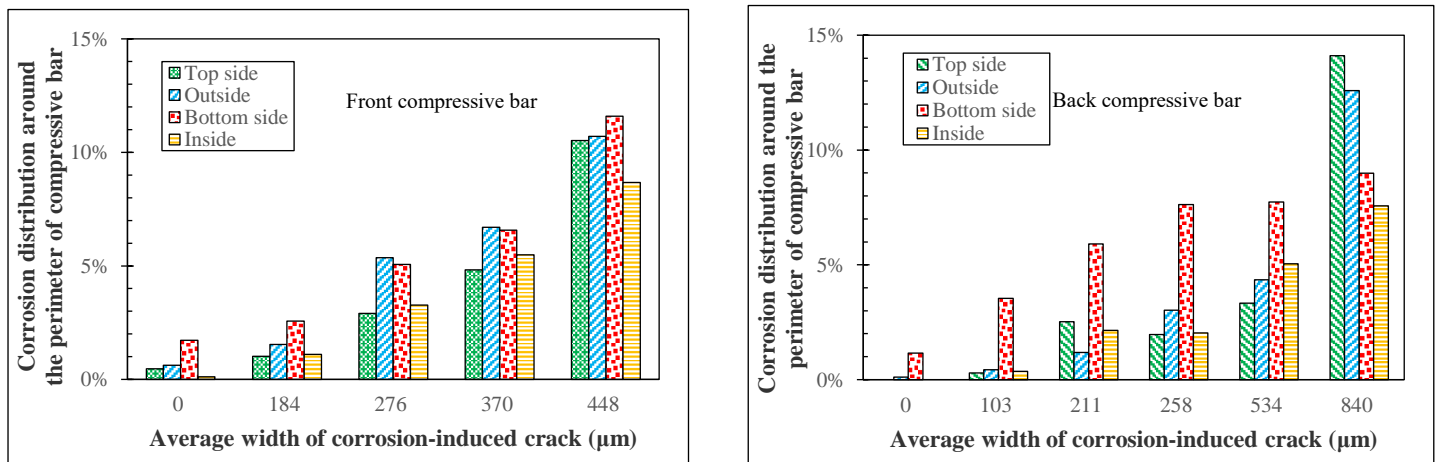 Corrosion distribution around
the perimeter of compressive bar
15%
10%
5%
0%
Top side
Outside
Bottom side
Inside
Front compressive bar
0 184 276 370 448
Average width of corrosion-induced crack (μm)
Corrosion distribution around the
perimeter of compressive bar
15%
10%
5%
0%
Top side
Outside
Bottom side
Inside
Back compressive bar
0 103 211 258 534 840
Average width of corrosion-induced crack (μm)